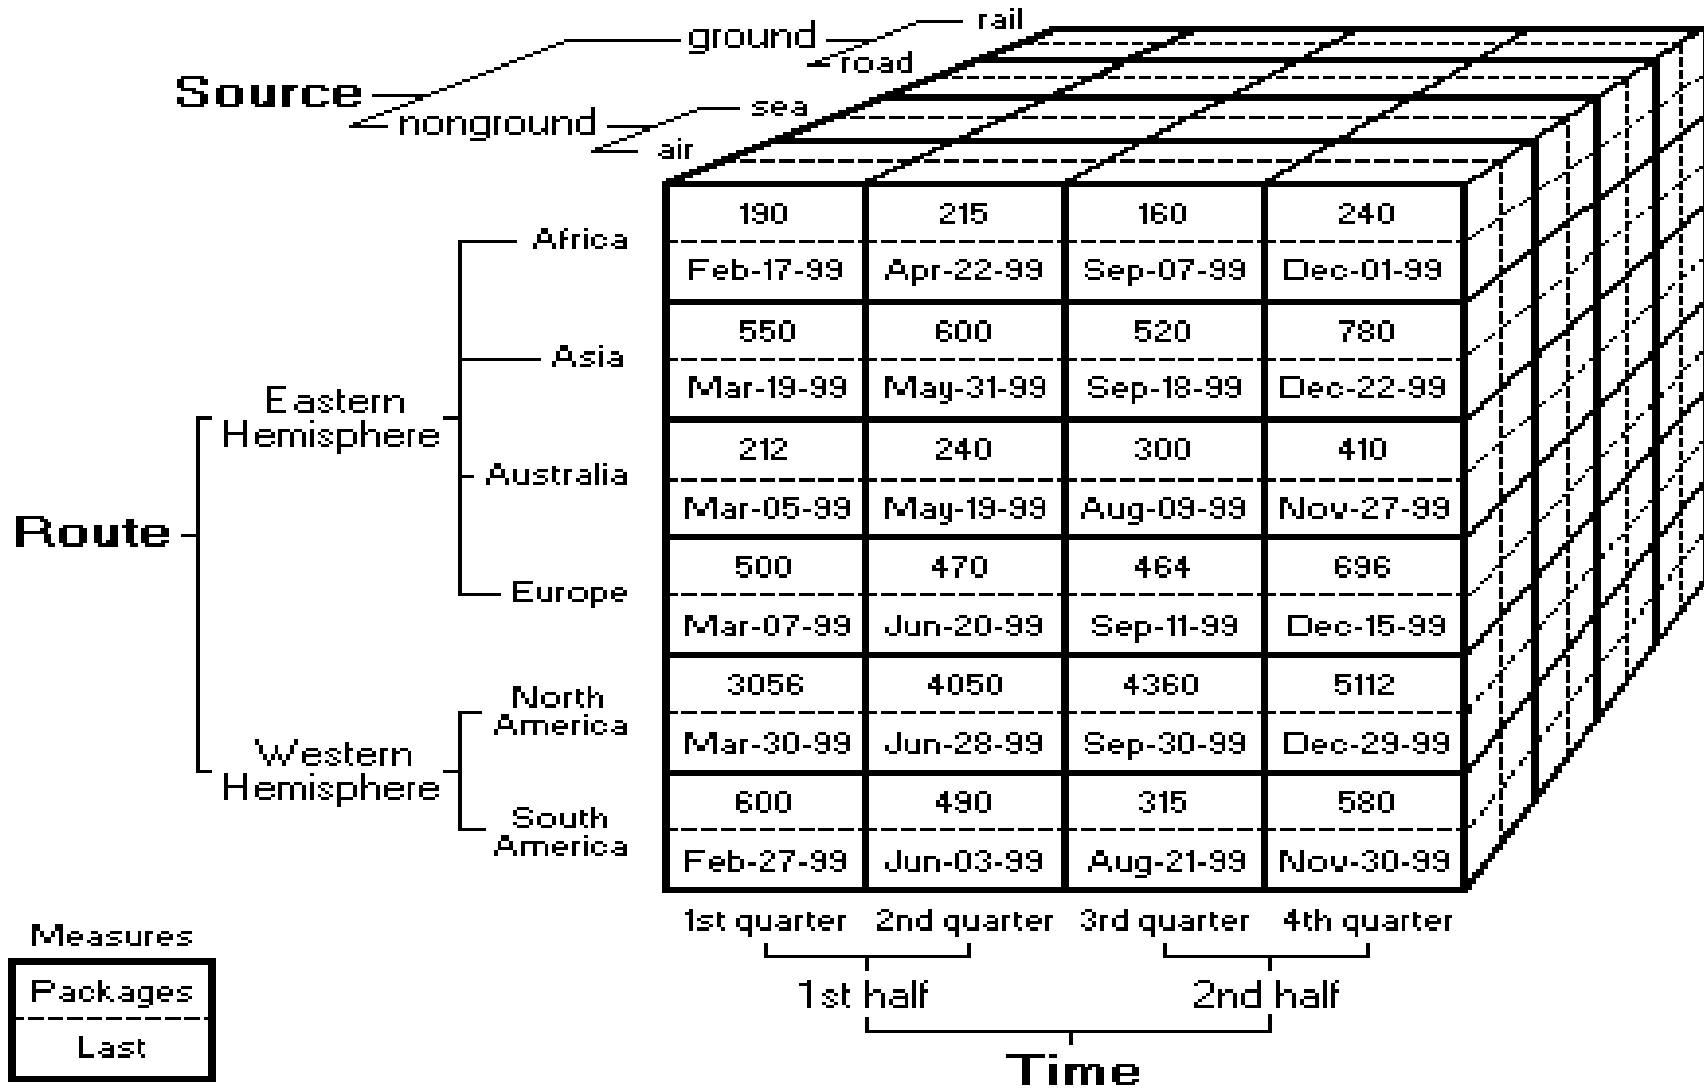 rail
ground
road
Source
sea
nonground
air
190 215 160 240
Africa
Feb-17-99 Apr-22-99 Sep-07-99 Dec-01-99
550 600 520 780
Asia
Mar-19-99 May-31-99 Sep-18-99 Dec-22-99
Eastern
Hemisphere
212 240 300 410
Australia
Mar-05-99 May-19-99 Aug-09-99 Nov-27-99
Route
500 470 464 696
Europe
Mar-07-99 Jun-20-99 Sep-11-99 Dec-15-99
3056 4050 4360 5112
North
America
Mar-30-99 Jun-28-99 Sep-30-99 Dec-29-99
Western
Hemisphere
600 490 315 580
South
America
Feb-27-99 Jun-03-99 Aug-21-99 Nov-30-99
1st quarter 2nd quarter 3rd quarter 4th quarter
1st half 2nd half
Time
Measures
Packages
Last